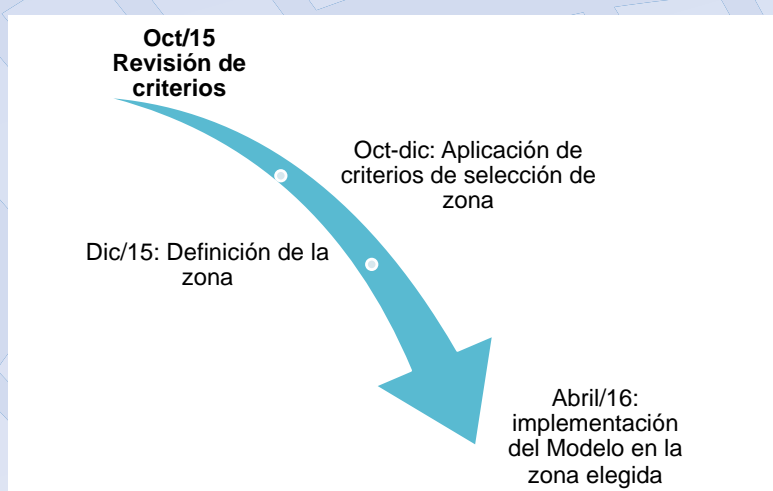 Oct/15
Revisión de
criterios
Oct-dic: Aplicación de
criterios de selección de
zona
Dic/15: Definición de la
zona
Abril/16:
implementación
del Modelo en la
zona elegida